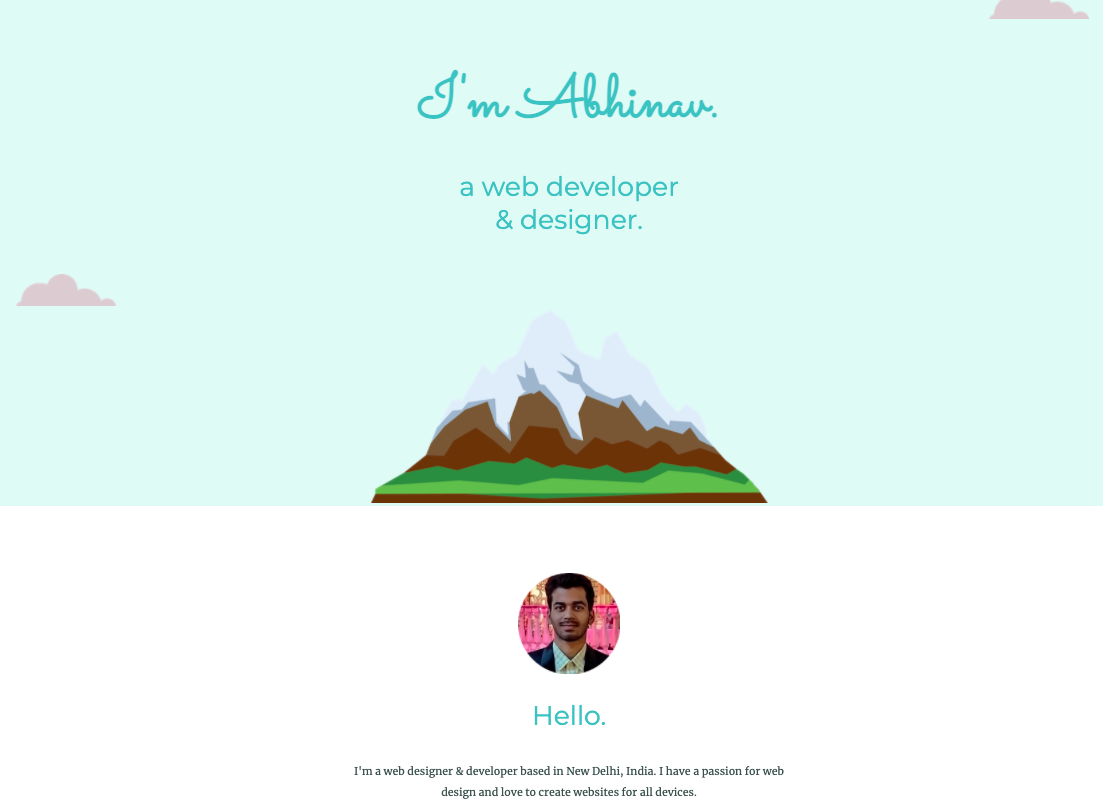 I'm Abhinav.
a web developer
& designer.
Hello.
I'm a web designer & developer based in New Delhi, India. I have a passion for web
design and love to create websites for all devices.